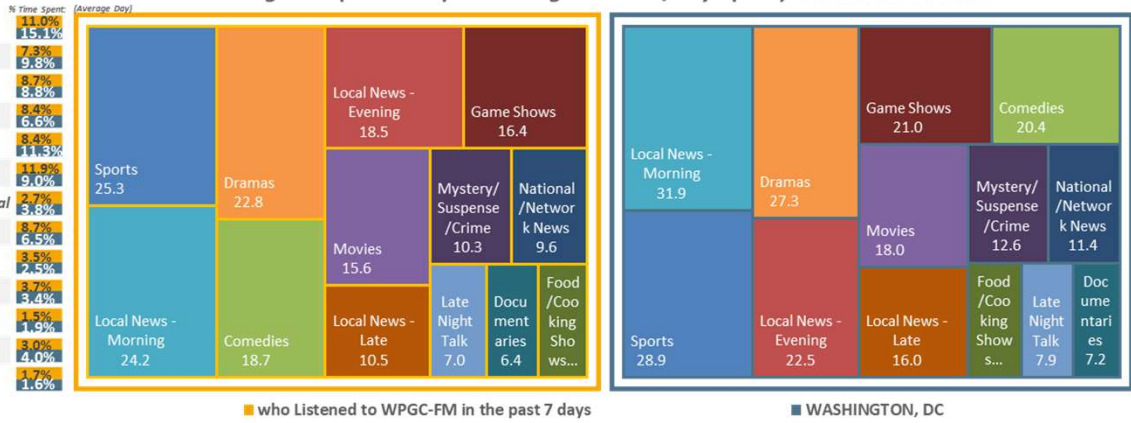 % Time Spent: (Average Day)
11.0%
15.1%
7.3%
9.8%
8.7%
8.8%
8.4%
6.6%
8.4%
11.3%
11.9%
9.0%
2.7%
3.8%
8.7%
6.5%
3.5%
2.5%
3.7%
3.4%
1.5%
1.9%
3.0%
4.0%
1.7%
1.6%
Sports
25.3
Local News -
Morning
24.2
Dramas
22.8
Comedies
18.7
Local News -
Evening
18.5
Game Shows
16.4
Movies
15.6
Local News -
Late
10.5
Mystery/
Suspense
/Crime
10.3
National
/Networ
k News
9.6
Late
Night
Talk
7.0
Docu
ment
aries
6.4
Food
/Coo
king
Sho
ws...
Local News -
Morning
31.9
Sports
28.9
Dramas
27.3
Local News -
Evening
22.5
Game Shows
21.0
Comedies
20.4
Movies
18.0
Local News -
Late
16.0
Mystery/
Suspense
/Crime
12.6
National
/Networ
k News
11.4
Food
/Coo
king
Show
s...
Late
Night
Talk
7.9
Doc
ume
ntari
es
7.2
who Listened to WPGC-FM in the past 7 days
WASHINGTON, DC